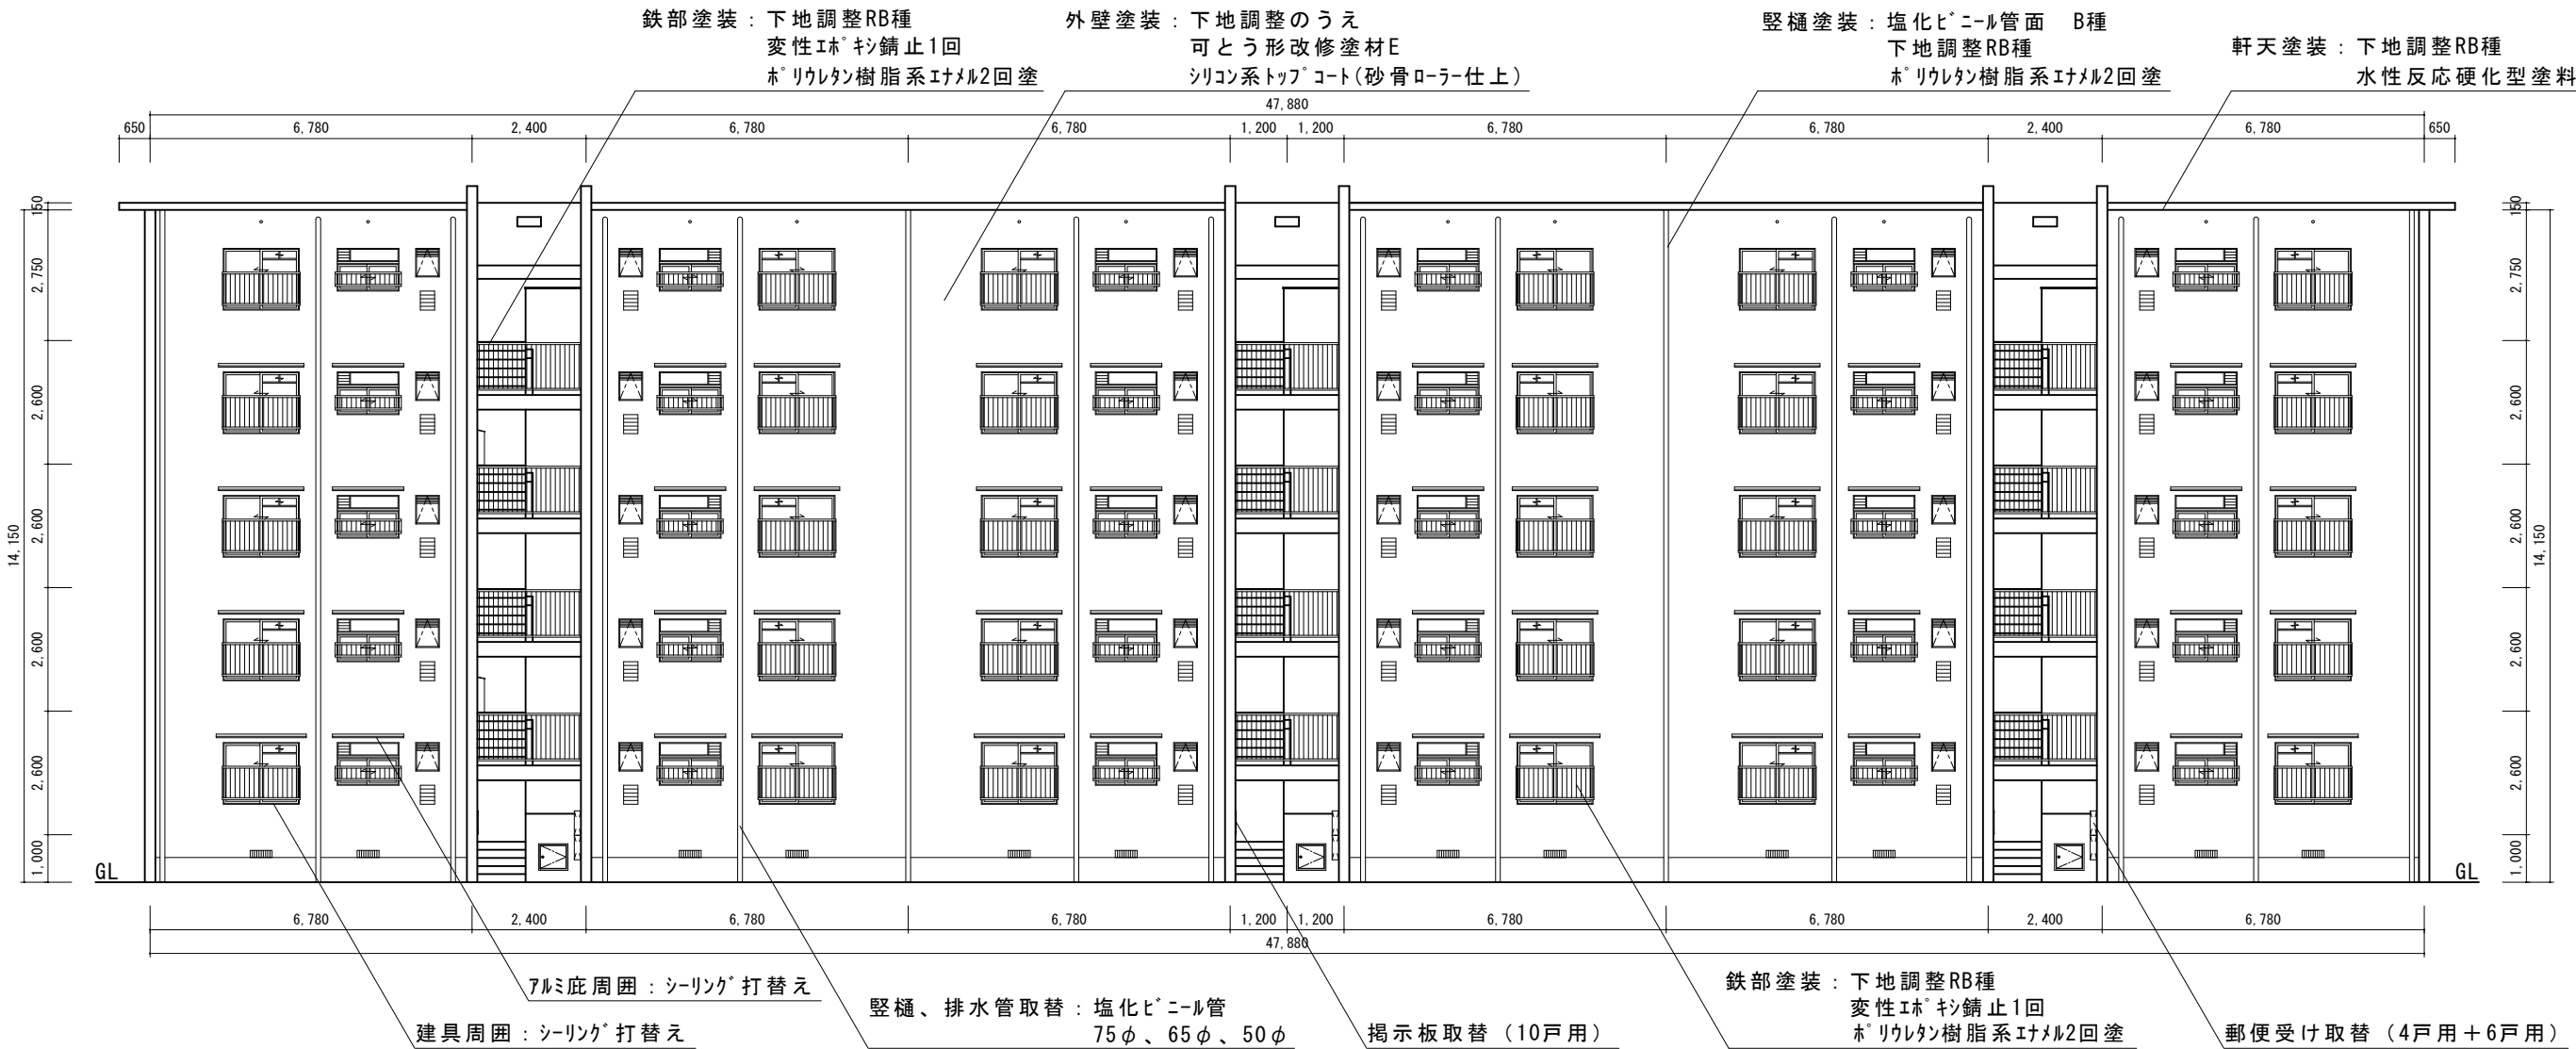 鉄部塗装：下地調整RB種
変性ｴﾎﾟｷｼ錆止1回
ﾎﾟﾘｳﾚﾀﾝ樹脂系ｴﾅﾒﾙ2回塗
外壁塗装：下地調整のうえ
可とう形改修塗材E
ｼﾘｺﾝ系ﾄｯﾌﾟｺｰﾄ(砂骨ﾛｰﾗｰ仕上)
竪樋塗装：塩化ﾋﾞﾆｰﾙ管面　B種
下地調整RB種
ﾎﾟﾘｳﾚﾀﾝ樹脂系ｴﾅﾒﾙ2回塗
軒天塗装：下地調整RB種
水性反応硬化型塗料
47,880
650 6,780 2,400 6,780 6,780 1,200 1,200 6,780 6,780 2,400 6,780 650
150
2,750
2,600
2,600
2,600
2,600
1,000
14,150
150
2,750
2,600
2,600
2,600
2,600
1,000
14,150
GL
GL
6,780 2,400 6,780 6,780 1,200 1,200 6,780 6,780 2,400 6,780
47,880
ｱﾙﾐ庇周囲：ｼｰﾘﾝｸﾞ打替え
建具周囲：ｼｰﾘﾝｸﾞ打替え
竪樋、排水管取替：塩化ﾋﾞﾆｰﾙ管
75φ、65φ、50φ
掲示板取替（10戸用）
鉄部塗装：下地調整RB種
変性ｴﾎﾟｷｼ錆止1回
ﾎﾟﾘｳﾚﾀﾝ樹脂系ｴﾅﾒﾙ2回塗
郵便受け取替（4戸用＋6戸用）